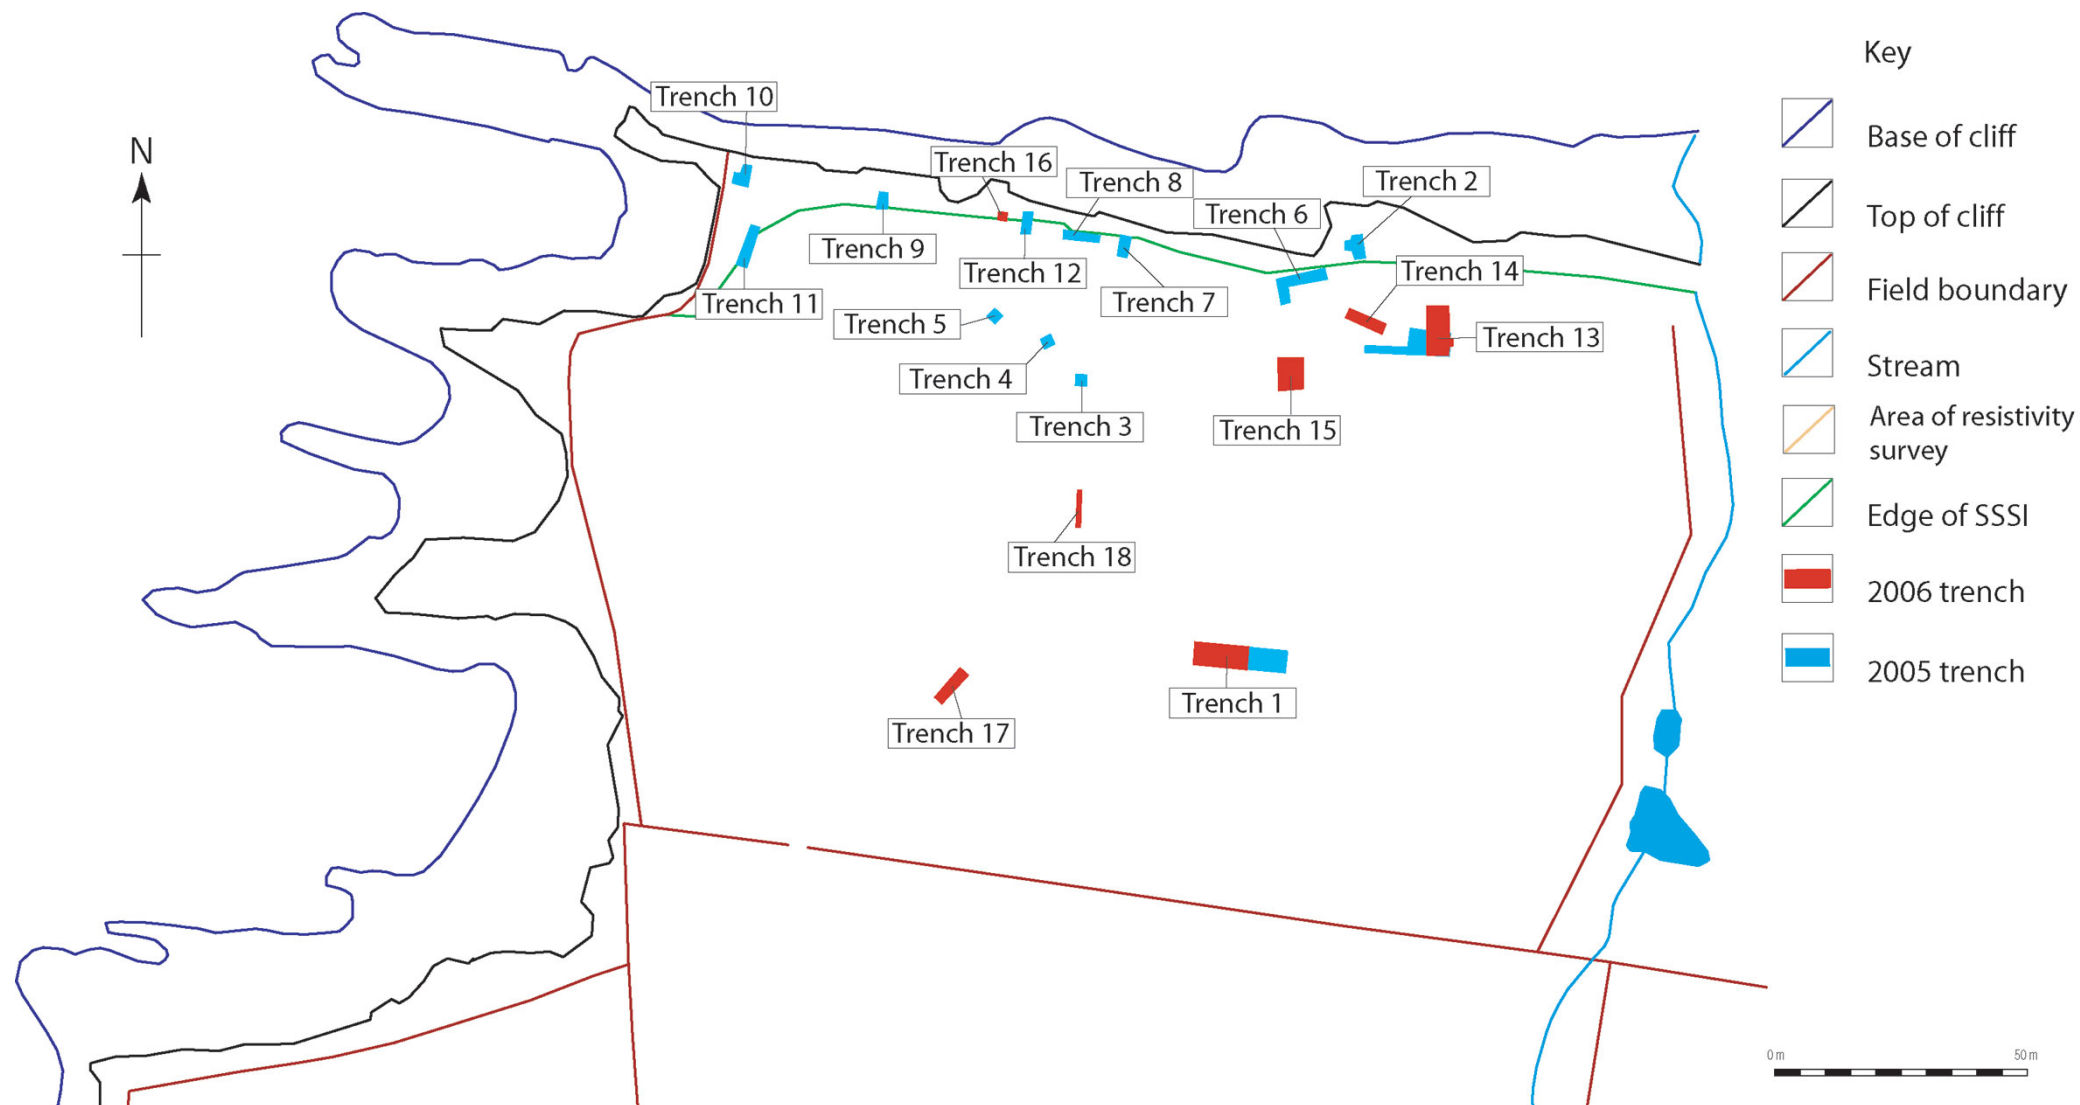 Key
N
Trench 10
Base of cliff
Trench 16
Trench 8
Trench 2
Trench 6
Top of cliff
Trench 9
Trench 12
Trench 14
Trench 11
Trench 7
Field boundary
Trench 5
Trench 13
Trench 4
Stream
Trench 3
Trench 15
Area of resistivity
survey
Edge of SSSI
Trench 18
2006 trench
2005 trench
Trench 1
Trench 17
0 m
50 m